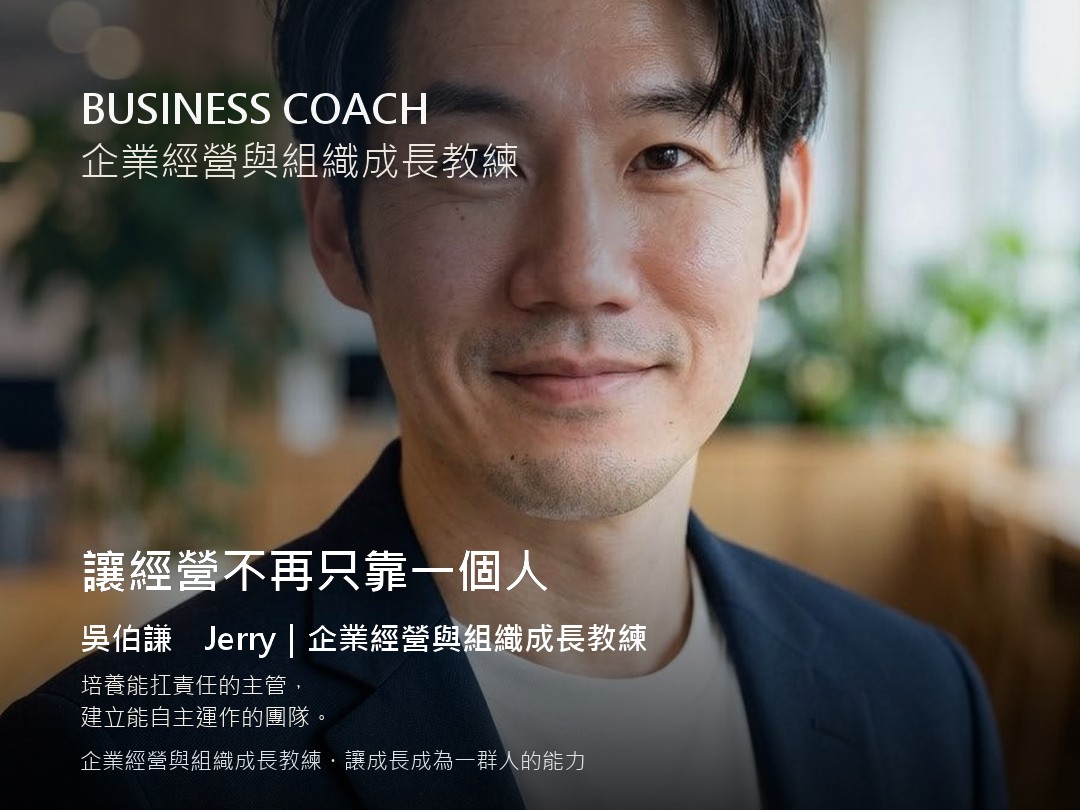 BUSINESS COACH
企業經營與組織成長教練
讓經營不再只靠一個人
吳伯謙　Jerry｜企業經營與組織成長教練
培養能扛責任的主管，
建立能自主運作的團隊。
企業經營與組織成長教練・讓成長成為一群人的能力